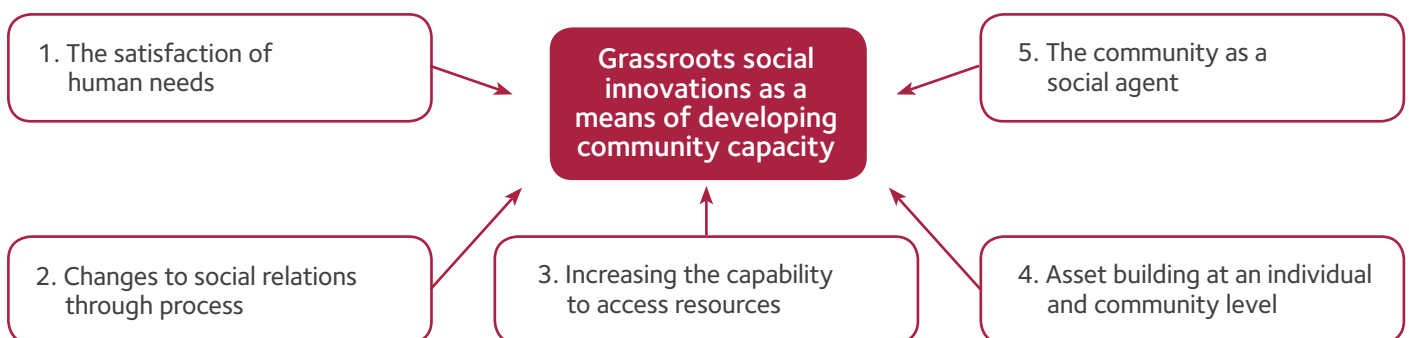 1. The satisfaction of
human needs
Grassroots social
innovations as a
means of developing
community capacity
5. The community as a
social agent
2. Changes to social relations
through process
3. Increasing the capability
to access resources
4. Asset building at an individual
and community level